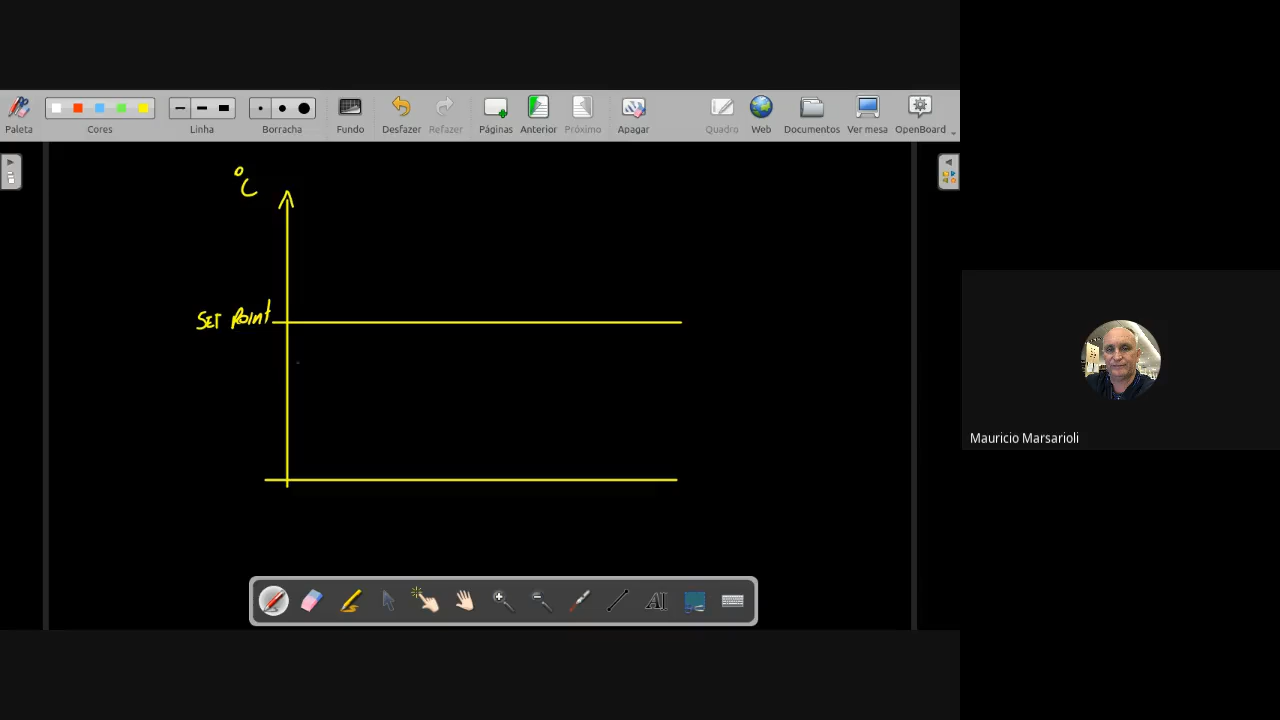 Paleta Cores Linha Borracha Fundo Desfazer Refazer Páginas Anterior Próximo Apagar Quadro Web Documentos Ver mesa OpenBoard
°C
SET POINT
Mauricio Marsarioli
AI